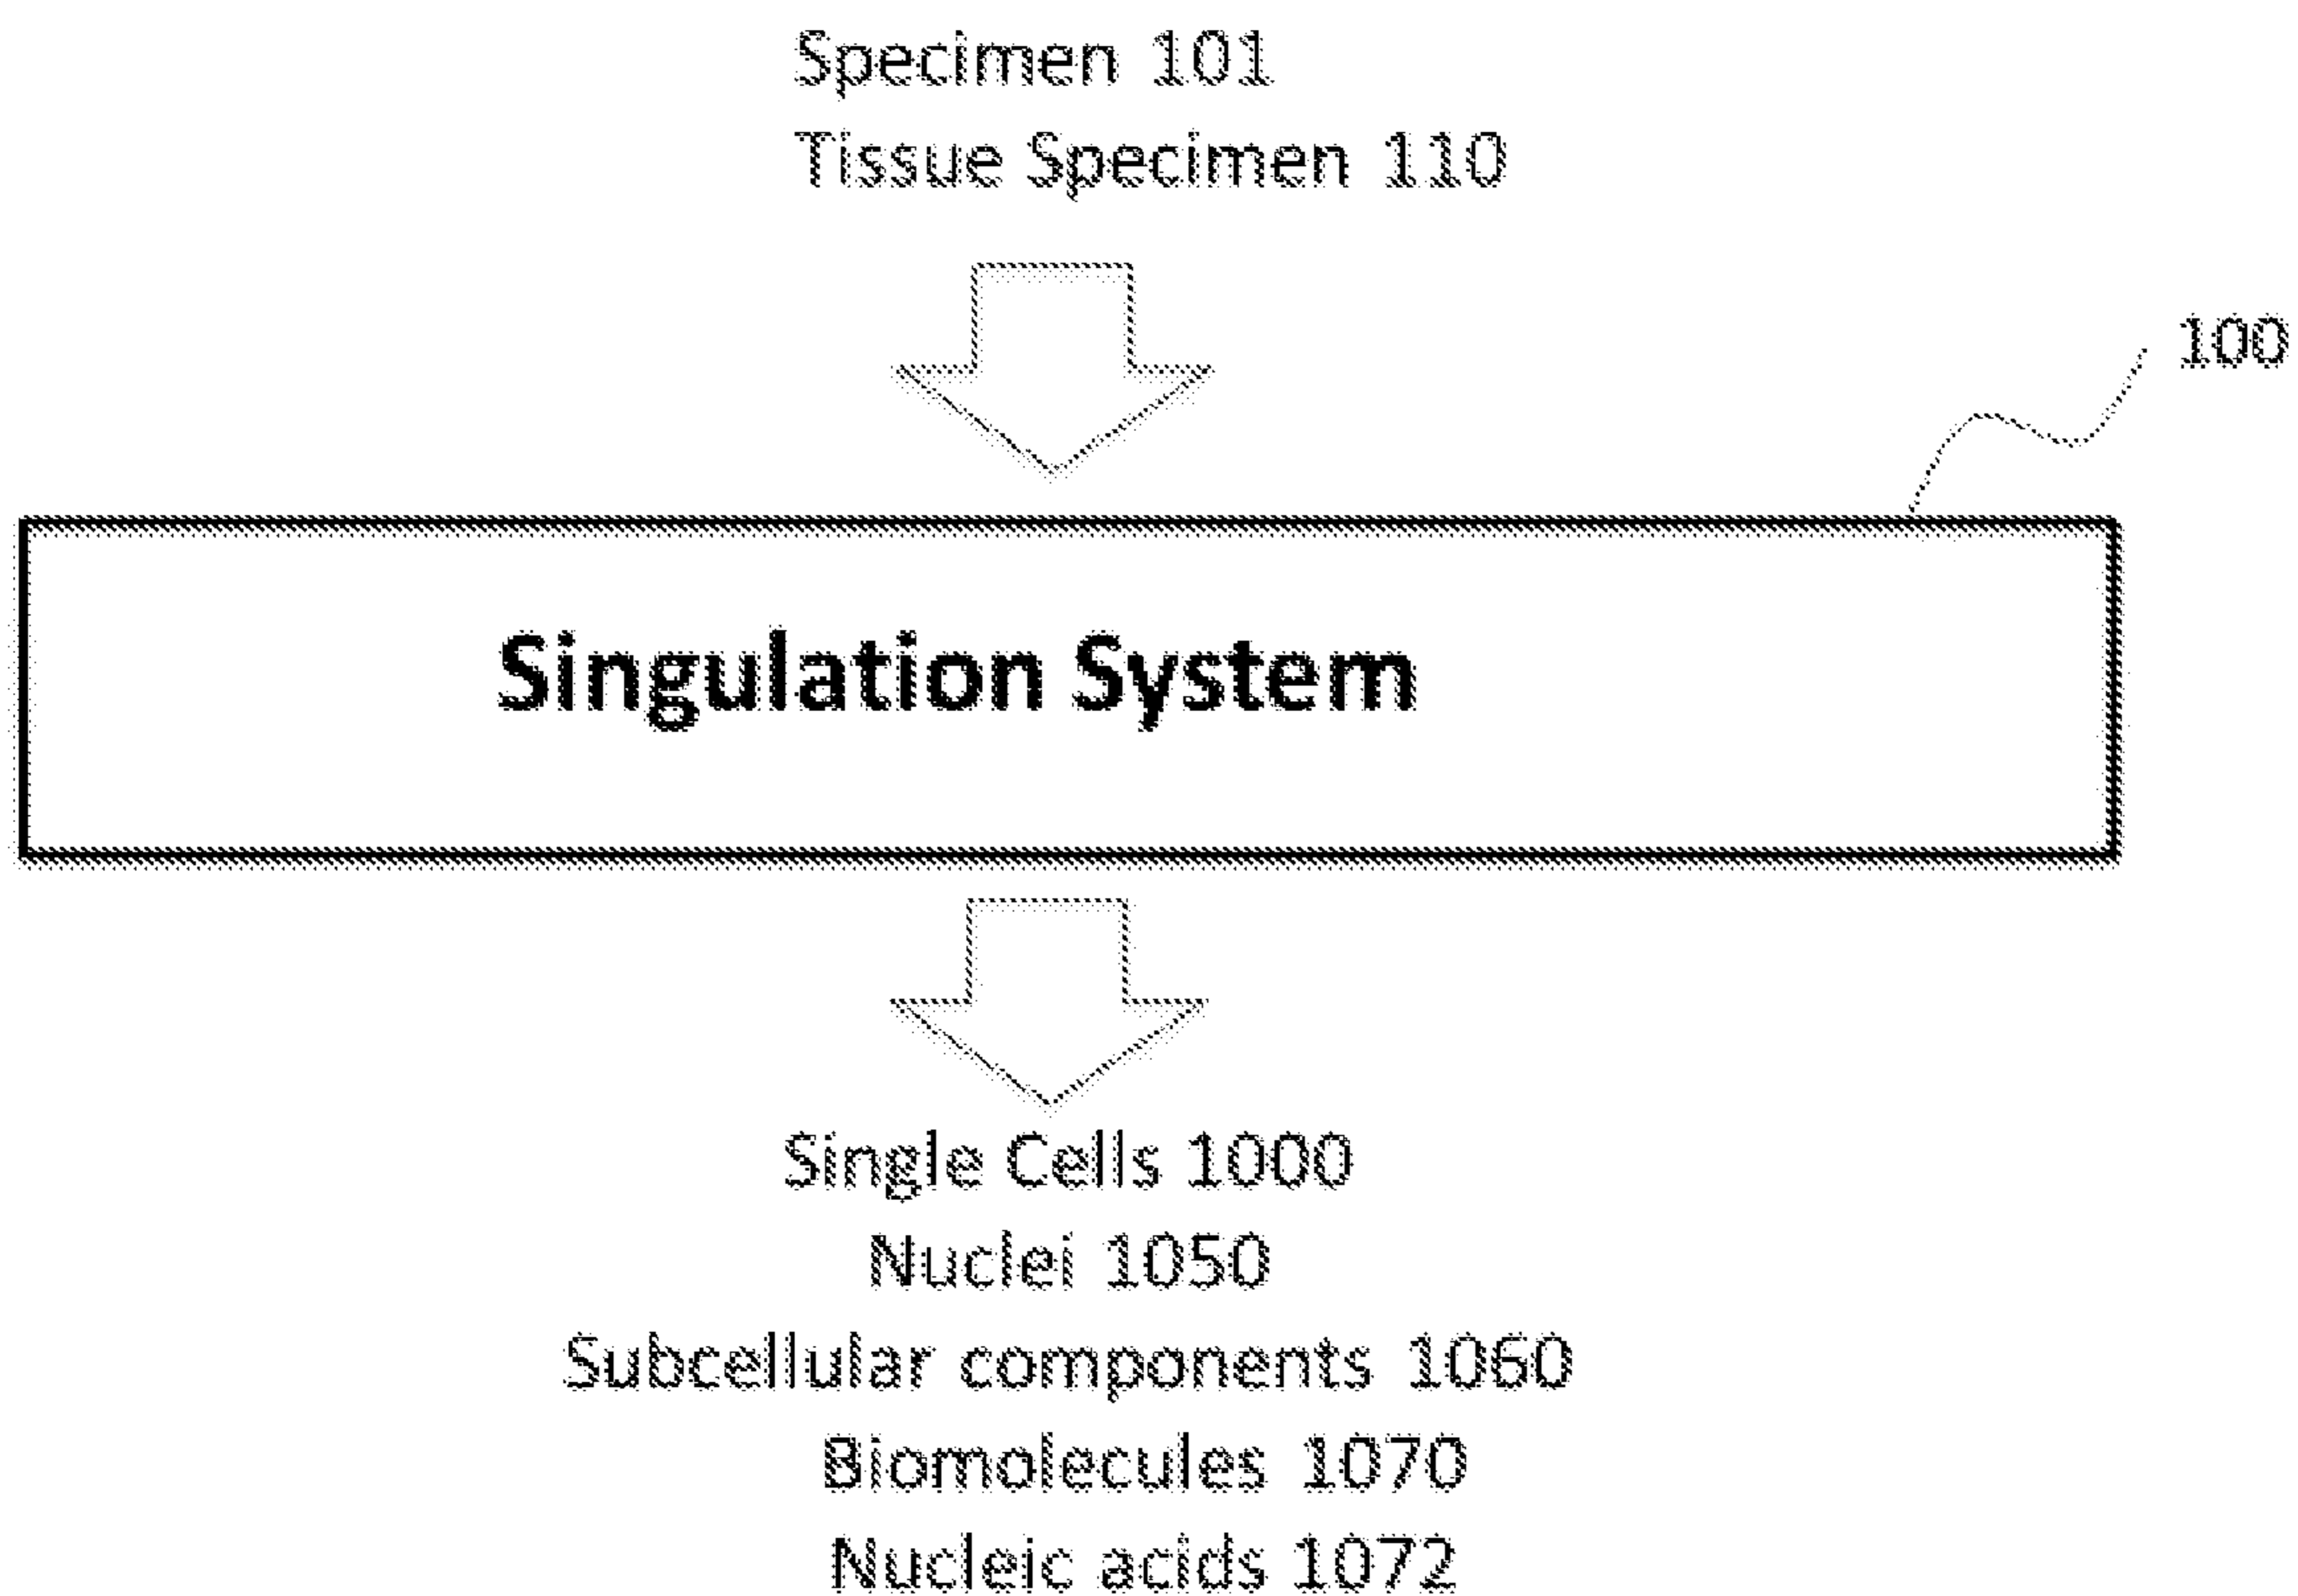 Specimen 101
Tissue Specimen 110
100
Singulation System
Single Cells 1000
Nuclei 1050
Subcellular components 1060
Biomolecules 1070
Nucleic acids 1072